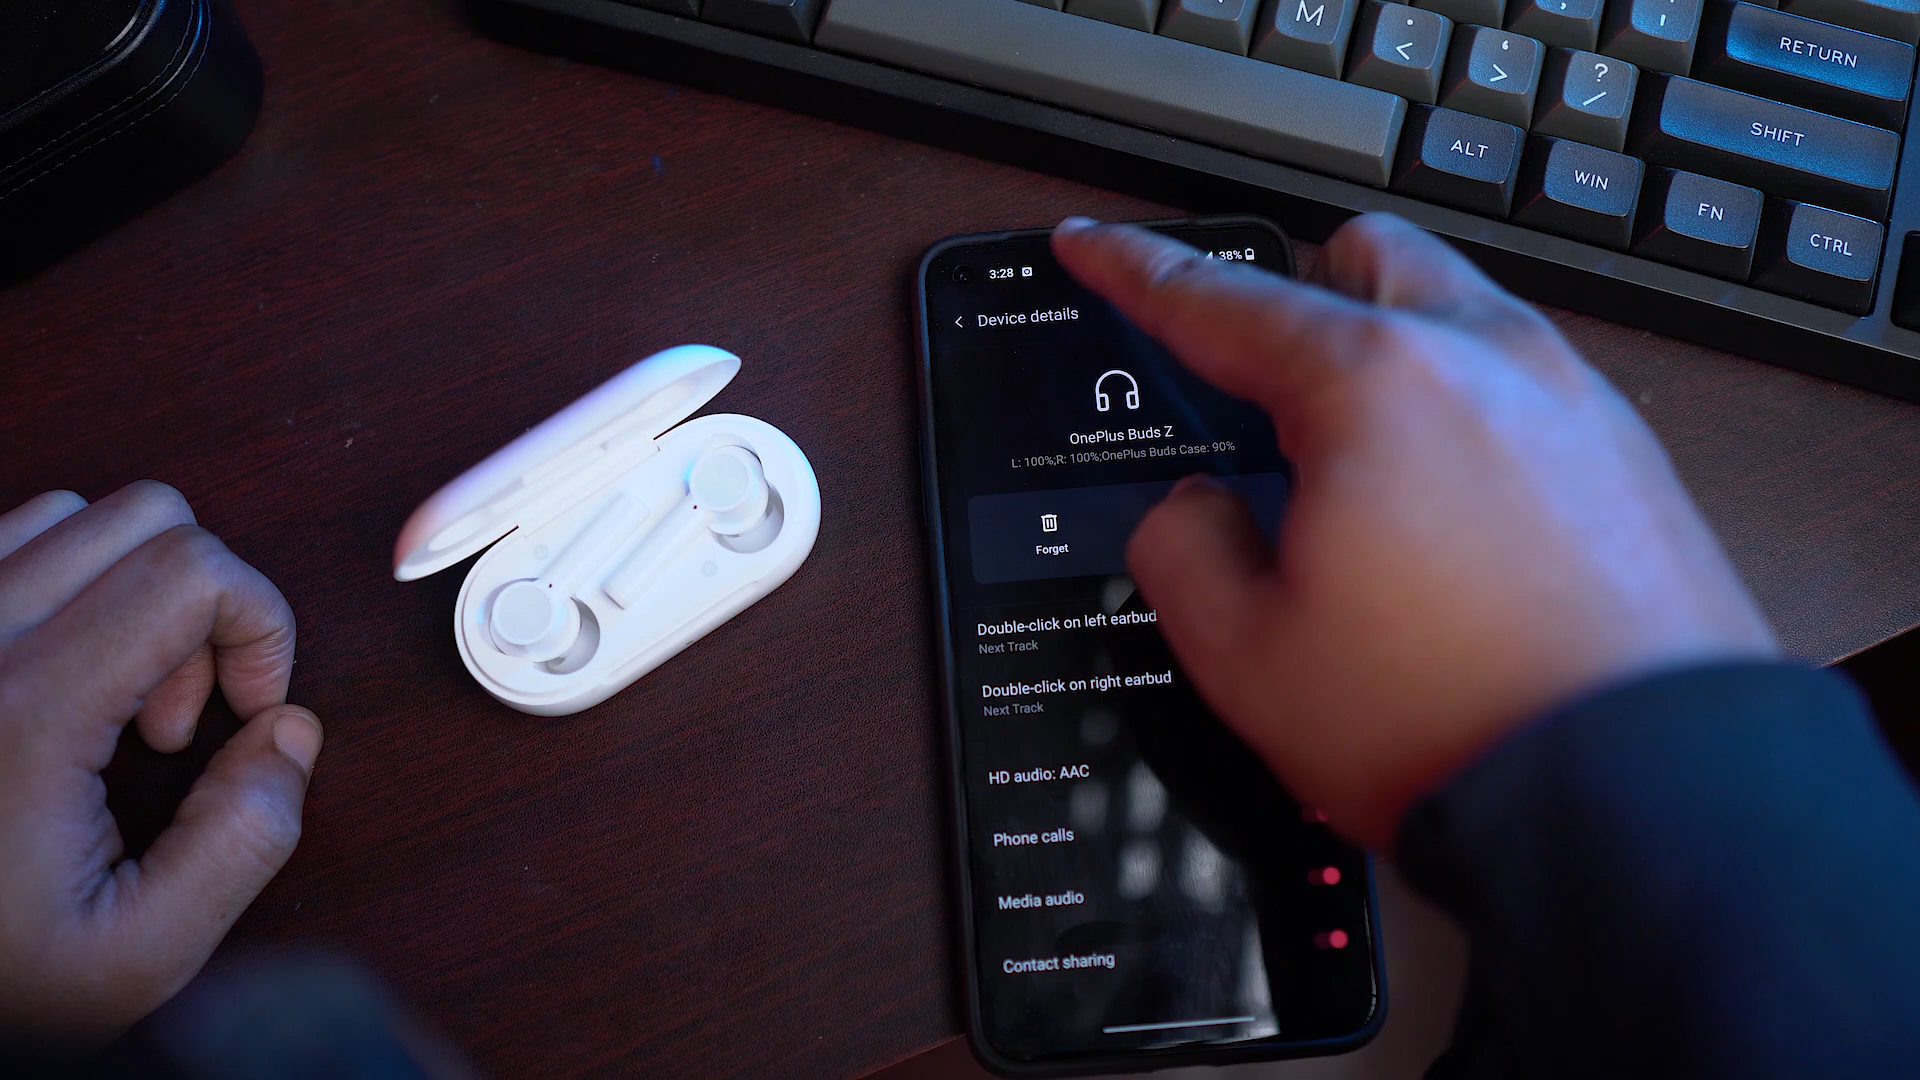 M
<
>
?
/
RETURN
ALT
WIN
FN
SHIFT
CTRL
3:28
38%
Device details
OnePlus Buds Z
L: 100%;R: 100%;OnePlus Buds Case: 90%
Forget
Double-click on left earbud
Next Track
Double-click on right earbud
Next Track
HD audio: AAC
Phone calls
Media audio
Contact sharing